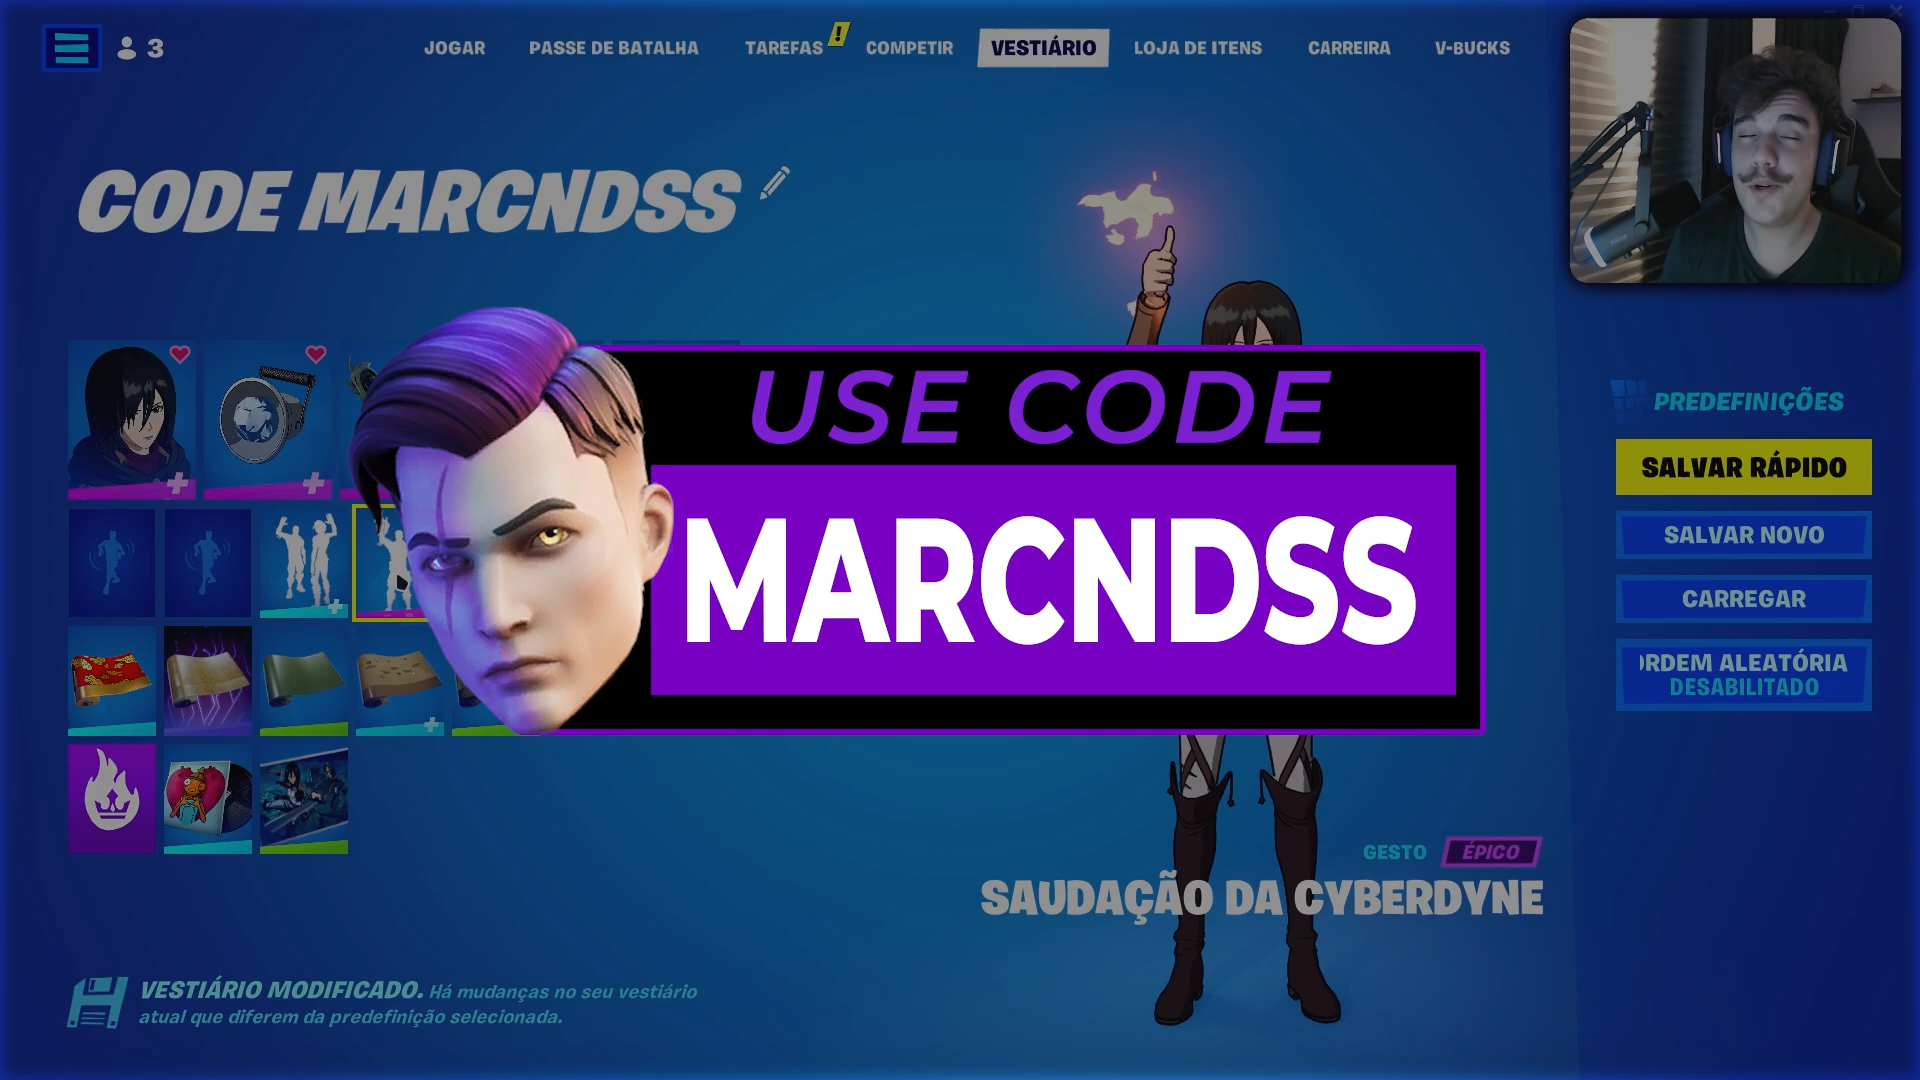 3
JOGAR
PASSE DE BATALHA
TAREFAS
!
COMPETIR
VESTIÁRIO
LOJA DE ITENS
CARREIRA
V-BUCKS
CODE MARCNDSS
USE CODE
MARCNDSS
PREDEFINIÇÕES
SALVAR RÁPIDO
SALVAR NOVO
CARREGAR
ORDEM ALEATÓRIA
DESABILITADO
GESTO
ÉPICO
SAUDAÇÃO DA CYBERDYNE
VESTIÁRIO MODIFICADO. Há mudanças no seu vestiário
atual que diferem da predefinição selecionada.